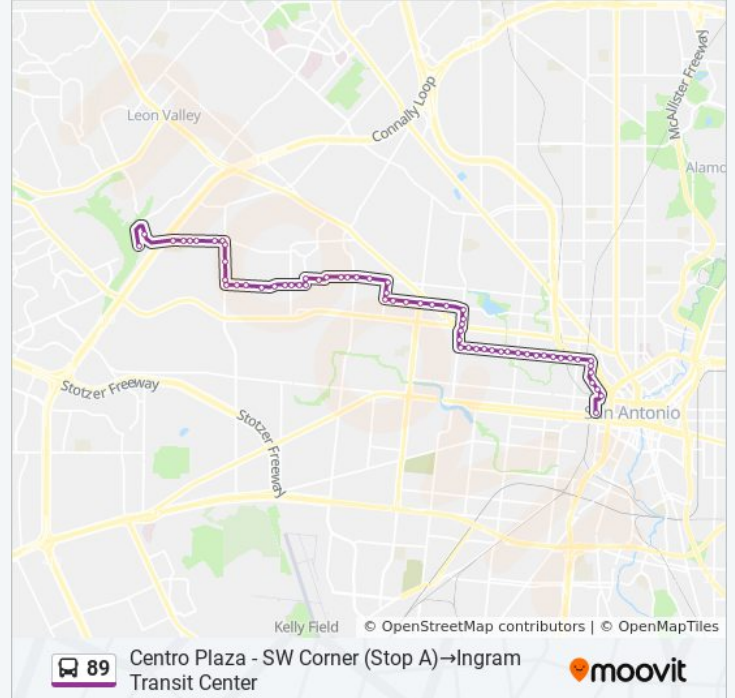 McAllister Freeway
Connally Loop
Leon Valley
Alamo
Stotzer Freeway
San Antonio
Stotzer Freeway
Kelly Field
© OpenStreetMap contributors | © OpenMapTiles
89
Centro Plaza - SW Corner (Stop A)→Ingram
Transit Center
moovit